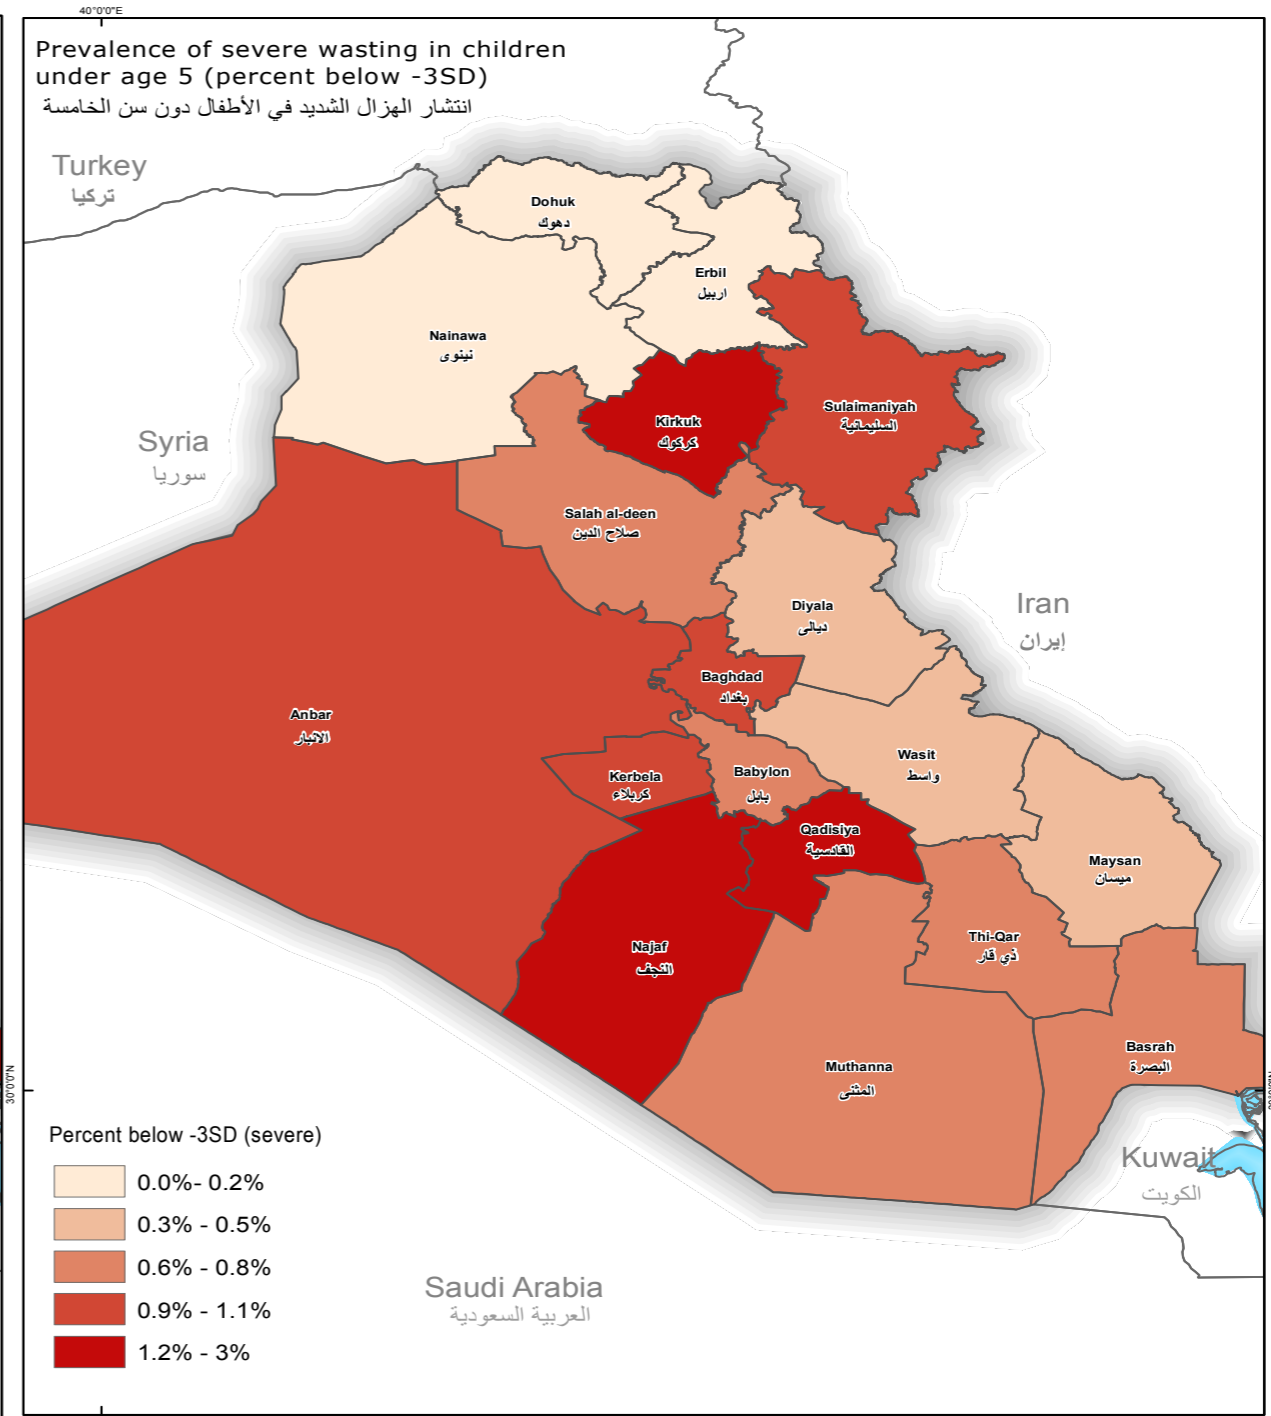 40°0'0"E
Prevalence of severe wasting in children
under age 5 (percent below -3SD)
انتشار الهزال الشديد في الأطفال دون سن الخامسة
Turkey
تركيا
Dohuk
دهوك
Erbil
اربيل
Nainawa
نينوى
Sulaimaniyah
السليمانية
Kirkuk
كركوك
Syria
سوريا
Salah al-deen
صلاح الدين
Diyala
ديالى
Iran
إيران
Baghdad
بغداد
Anbar
الانبار
Wasit
واسط
Kerbela
كربلاء
Babylon
بابل
Qadisiya
القادسية
Maysan
ميسان
Najaf
النجف
Thi-Qar
ذي قار
Basrah
البصرة
Muthanna
المثنى
30°0'0"N
Kuwait
الكويت
Percent below -3SD (severe)
0.0%- 0.2%
0.3% - 0.5%
0.6% - 0.8%
0.9% - 1.1%
1.2% - 3%
Saudi Arabia
العربية السعودية